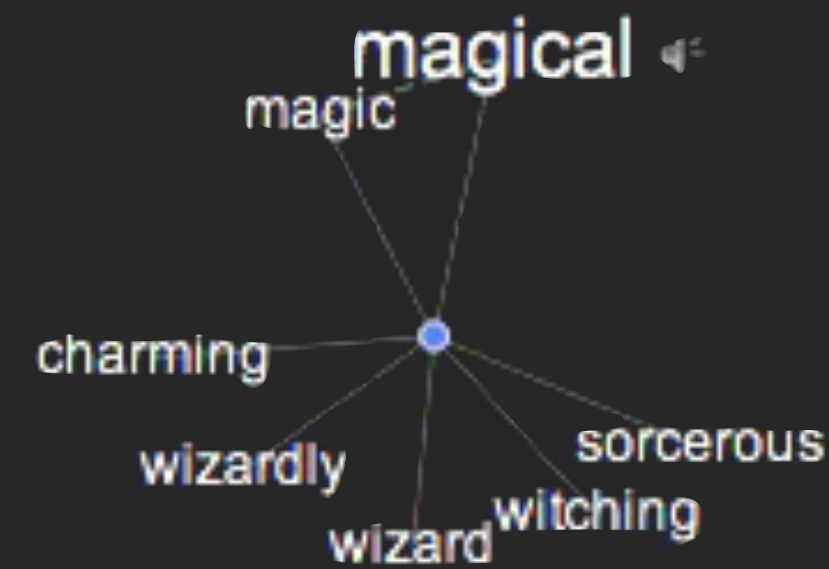 magical
magic
charming
sorcerous
wizardly
witching
wizard